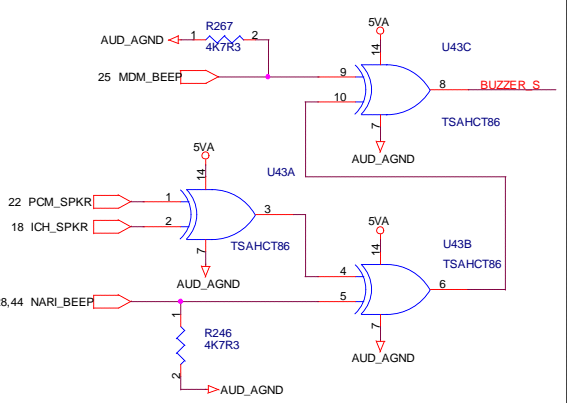 R267
5VA
AUD_AGND 1 2
4K7R3
14 U43C
25 MDM_BEEP 9
8 BUZZER_S
10
TSAHCT86
7
AUD_AGND
5VA
14 U43A
22 PCM_SPKR 1
3
18 ICH_SPKR 2
5VA
TSAHCT86 14 U43B
7 TSAHCT86
AUD_AGND 4
6
8,44 NARI_BEEP 5
1 7
R246
4K7R3 AUD_AGND
2
AUD_AGND